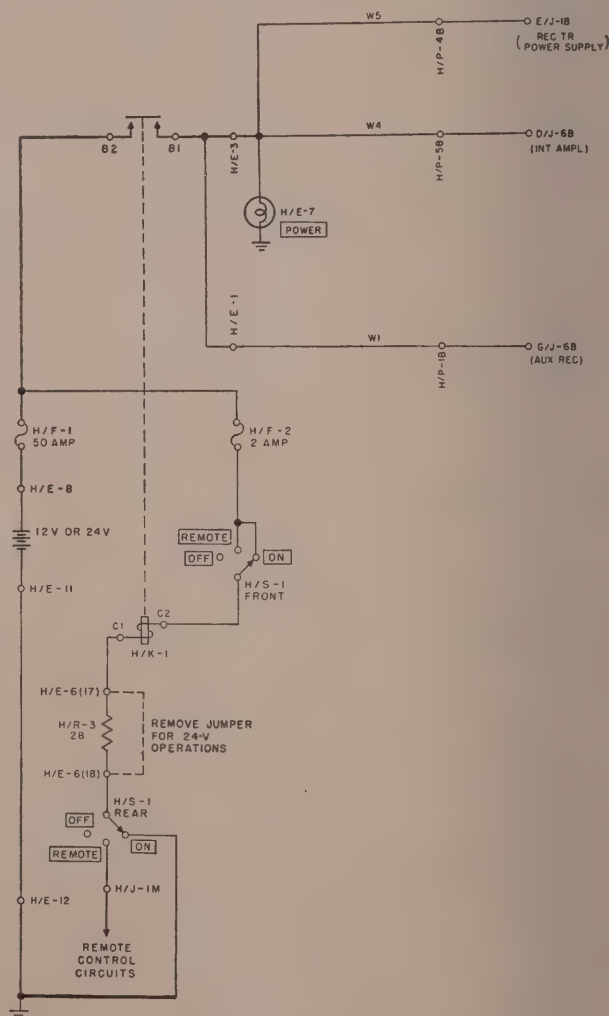 W5
E/J-1B
REC TR
( POWER SUPPLY )
H/P-4B
W4
D/J-6B
(INT AMPL)
H/P-5B
B2
B1
H/E-3
H/E-7
POWER
H/E-1
W1
G/J-6B
(AUX REC)
H/P-1B
H/F-1
50 AMP
H/F-2
2 AMP
H/E-8
12V OR 24V
REMOTE
OFF
ON
H/S-1
FRONT
H/E-11
C1
C2
H/K-1
H/E-6(17)
H/R-3
28
REMOVE JUMPER
FOR 24-V
OPERATIONS
H/E-6(18)
H/S-1
REAR
OFF
ON
REMOTE
H/E-12
H/J-1M
REMOTE
CONTROL
CIRCUITS